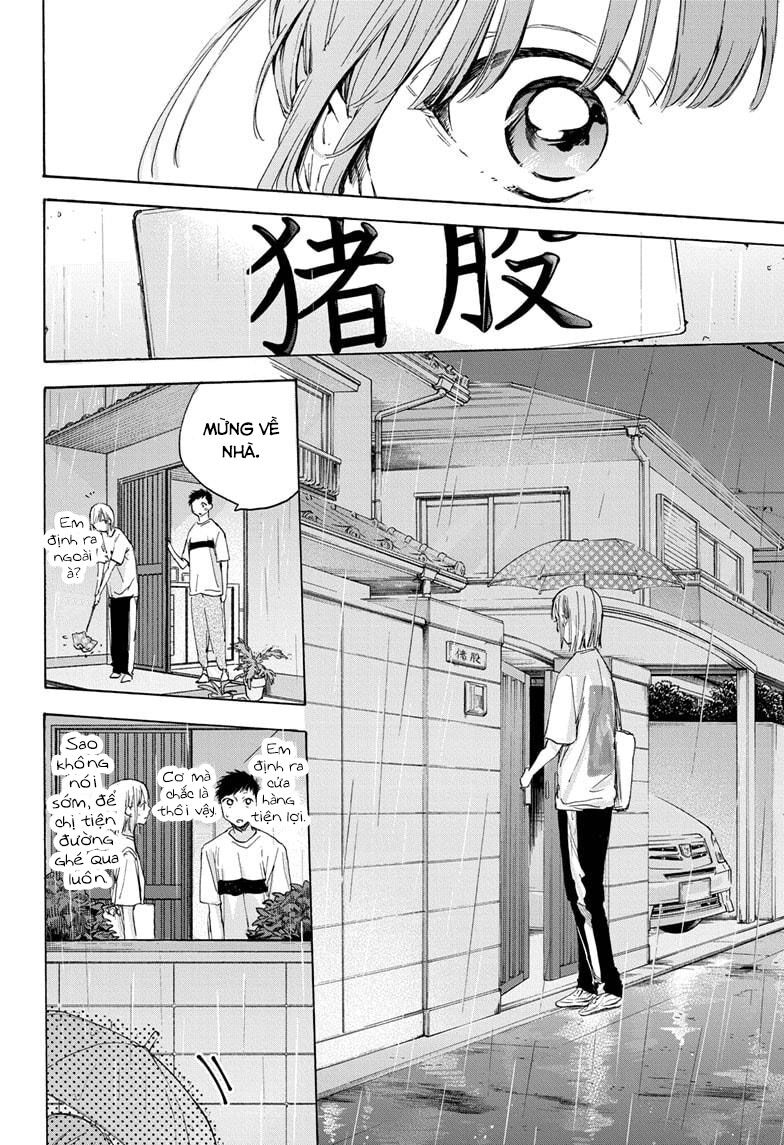 猪股
猪股
MỪNG VỀ
NHÀ.
Em
định ra
ngoài
à?
Em
định ra
cửa
hàng
tiện lợi.
Cơ mà
chắc là
thôi vậy.
Sao
không
nói
sớm, để
chị tiện
đường
ghé qua
luôn.